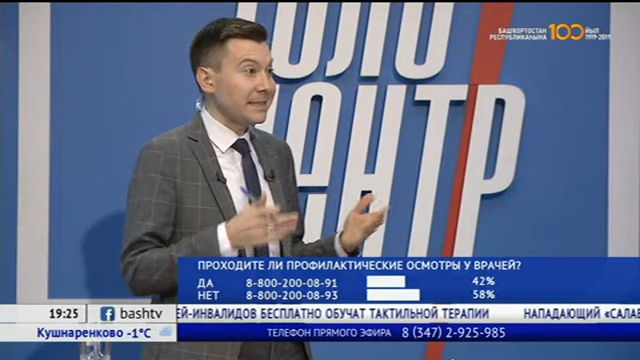 БАШҠОРТОСТАН
РЕСПУБЛИКАҺЫНА
100 ЙЫЛ
1919-2019
ЕНТР
ПРОХОДИТЕ ЛИ ПРОФИЛАКТИЧЕСКИЕ ОСМОТРЫ У ВРАЧЕЙ?
ДА 8-800-200-08-91 42%
НЕТ 8-800-200-08-93 58%
19:25 bashtv ЕЙ-ИНВАЛИДОВ БЕСПЛАТНО ОБУЧАТ ТАКТИЛЬНОЙ ТЕРАПИИ НАПАДАЮЩИЙ «САЛАВ
Кушнаренково -1°C ТЕЛЕФОН ПРЯМОГО ЭФИРА 8 (347) 2-925-985